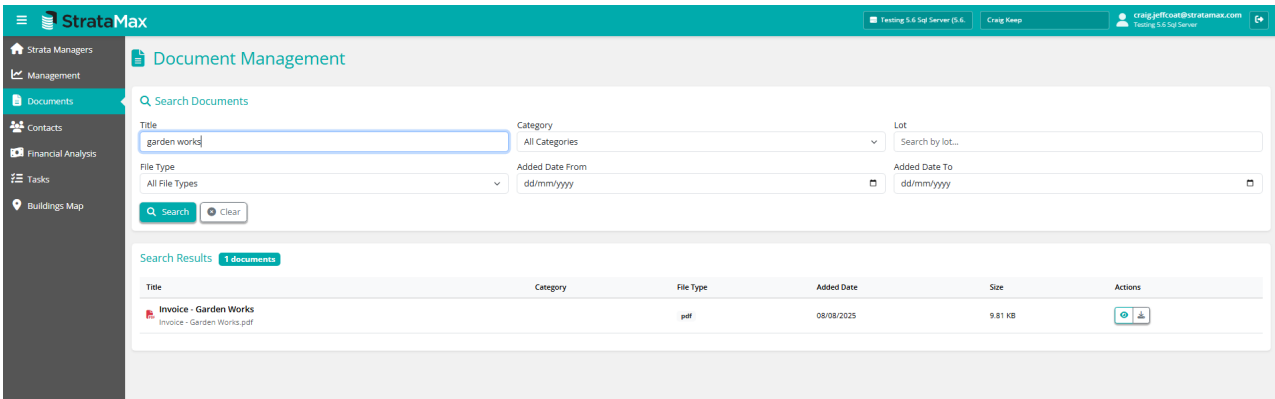 StrataMax
Testing 5.6 Sql Server (5.6.
Craig Keep
craig.jeffcoat@stratamax.com
Testing 5.6 Sql Server
Strata Managers
Management
Documents
Contacts
Financial Analysis
Tasks
Buildings Map
Document Management
Search Documents
Title
Category
Lot
garden works
All Categories
Search by lot...
File Type
Added Date From
Added Date To
All File Types
dd/mm/yyyy
dd/mm/yyyy
Search
Clear
Search Results 1 documents
Title Category File Type Added Date Size Actions
Invoice - Garden Works
Invoice - Garden Works.pdf
pdf
08/08/2025
9.81 KB